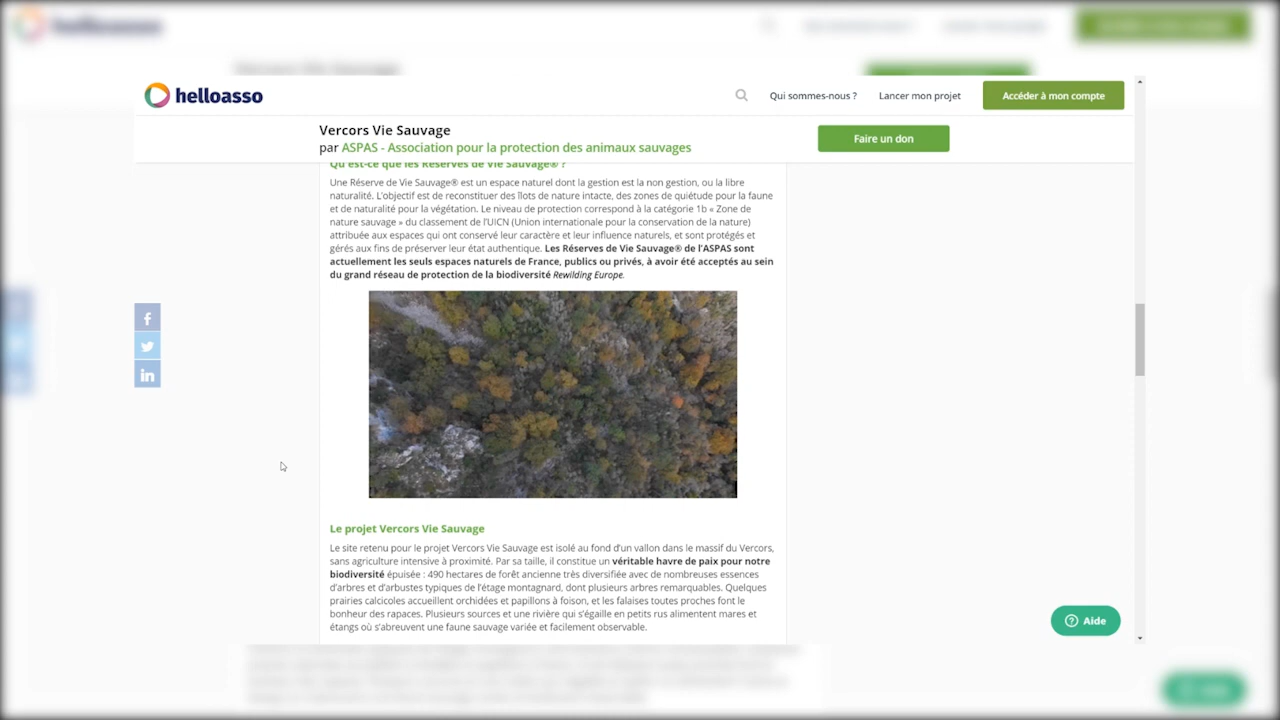 helloasso
Qui sommes-nous ?
Lancer mon projet
Accéder à mon compte
Vercors Vie Sauvage
par ASPAS - Association pour la protection des animaux sauvages
Faire un don
Qu'est-ce que les Réserves de Vie Sauvage® ?
Une Réserve de Vie Sauvage® est un espace naturel dont la gestion est la non gestion, ou la libre
naturalité. L'objectif est de reconstituer des îlots de nature intacte, des zones de quiétude pour la faune
et de naturalité pour la végétation. Le niveau de protection correspond à la catégorie 1b « Zone de
nature sauvage » du classement de l'UICN (Union internationale pour la conservation de la nature)
attribuée aux espaces qui ont conservé leur caractère et leur influence naturels, et sont protégés et
gérés aux fins de préserver leur état authentique. Les Réserves de Vie Sauvage® de l'ASPAS sont
actuellement les seuls espaces naturels de France, publics ou privés, à avoir été acceptés au sein
du grand réseau de protection de la biodiversité Rewilding Europe.
Le projet Vercors Vie Sauvage
Le site retenu pour le projet Vercors Vie Sauvage est isolé au fond d'un vallon dans le massif du Vercors,
sans agriculture intensive à proximité. Par sa taille, il constitue un véritable havre de paix pour notre
biodiversité épuisée : 490 hectares de forêt ancienne très diversifiée avec de nombreuses essences
d'arbres et d'arbustes typiques de l'étage montagnard, dont plusieurs arbres remarquables. Quelques
prairies calcicoles accueillent orchidées et papillons à foison, et les falaises toutes proches font le
bonheur des rapaces. Plusieurs sources et une rivière qui s'égaille en petits rus alimentent mares et
étangs où s'abreuvent une faune sauvage variée et facilement observable.
Aide